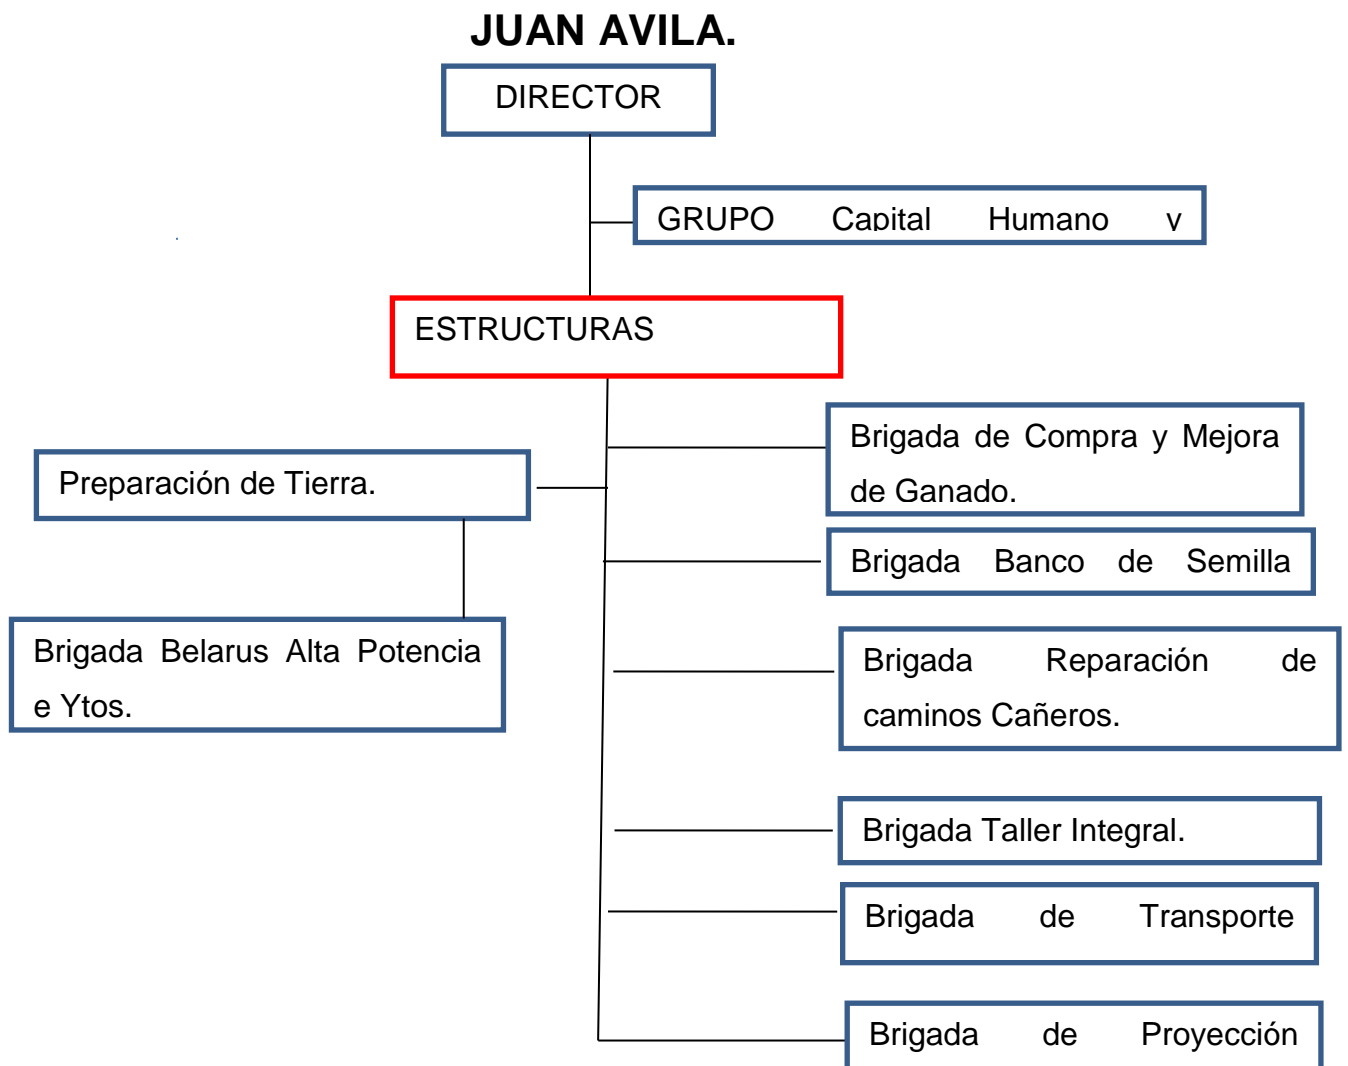 JUAN AVILA.
DIRECTOR
GRUPO Capital Humano y
ESTRUCTURAS
Brigada de Compra y Mejora
de Ganado.
Preparación de Tierra.
Brigada Banco de Semilla
Brigada Belarus Alta Potencia
e Ytos.
Brigada Reparación de
caminos Cañeros.
Brigada Taller Integral.
Brigada de Transporte
Brigada de Proyección